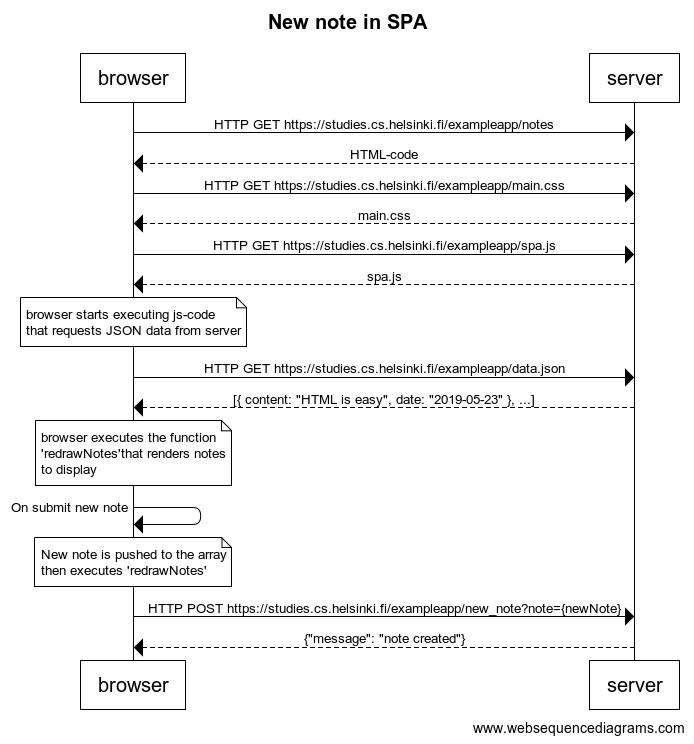 New note in SPA
browser
server
HTTP GET https://studies.cs.helsinki.fi/exampleapp/notes
HTML-code
HTTP GET https://studies.cs.helsinki.fi/exampleapp/main.css
main.css
HTTP GET https://studies.cs.helsinki.fi/exampleapp/spa.js
spa.js
browser starts executing js-code
that requests JSON data from server
HTTP GET https://studies.cs.helsinki.fi/exampleapp/data.json
[{ content: "HTML is easy", date: "2019-05-23" }, ...]
browser executes the function
'redrawNotes'that renders notes
to display
On submit new note
New note is pushed to the array
then executes 'redrawNotes'
HTTP POST https://studies.cs.helsinki.fi/exampleapp/new_note?note={newNote}
{"message": "note created"}
browser
server
www.websequencediagrams.com